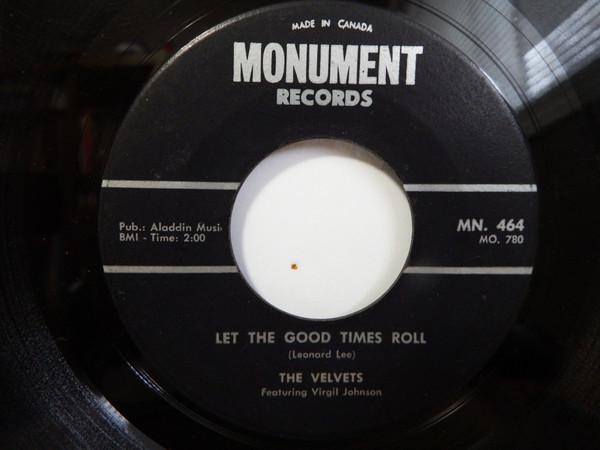 MADE IN CANADA
MONUMENT
RECORDS
Pub.: Aladdin Music
BMI - Time: 2:00
MN. 464
MO. 780
LET THE GOOD TIMES ROLL
(Leonard Lee)
THE VELVETS
Featuring Virgil Johnson